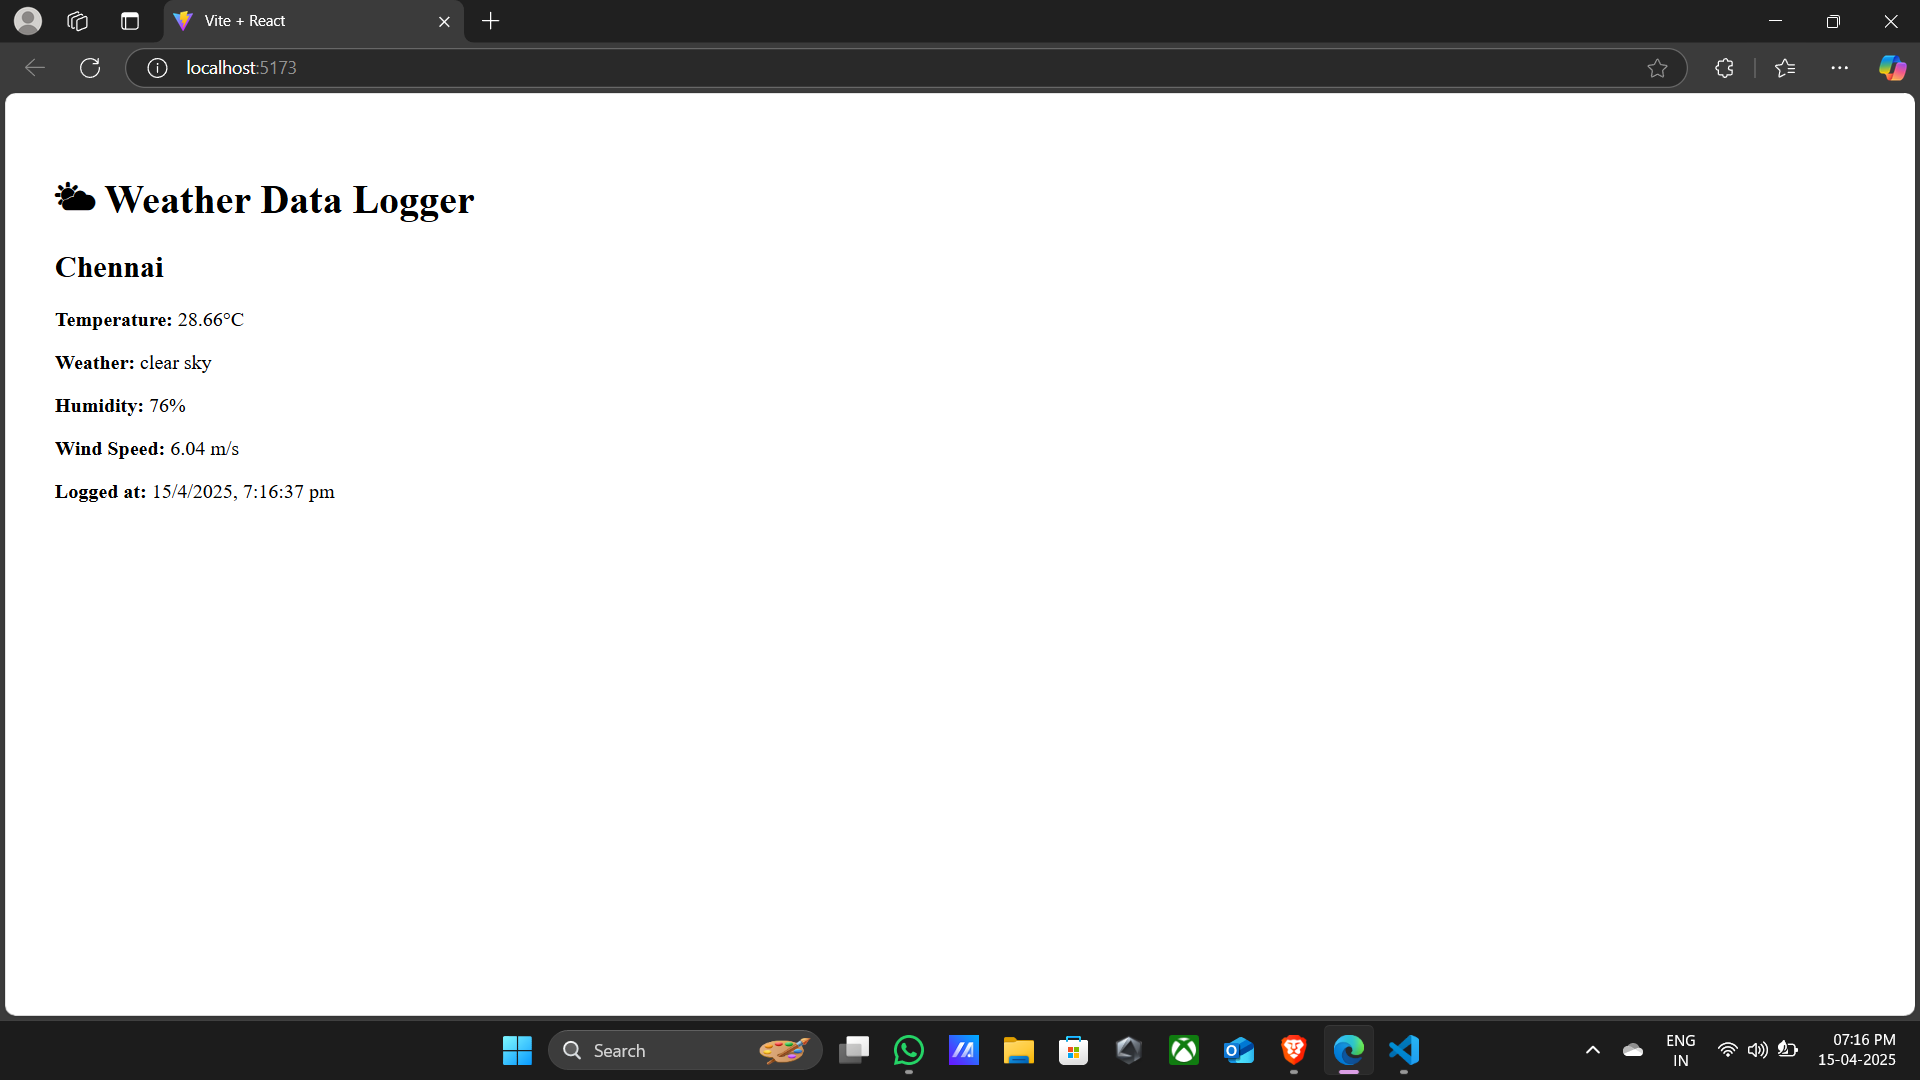 Vite + React
localhost:5173
Weather Data Logger
Chennai
Temperature: 28.66°C
Weather: clear sky
Humidity: 76%
Wind Speed: 6.04 m/s
Logged at: 15/4/2025, 7:16:37 pm
Search
ENG
IN
07:16 PM
15-04-2025